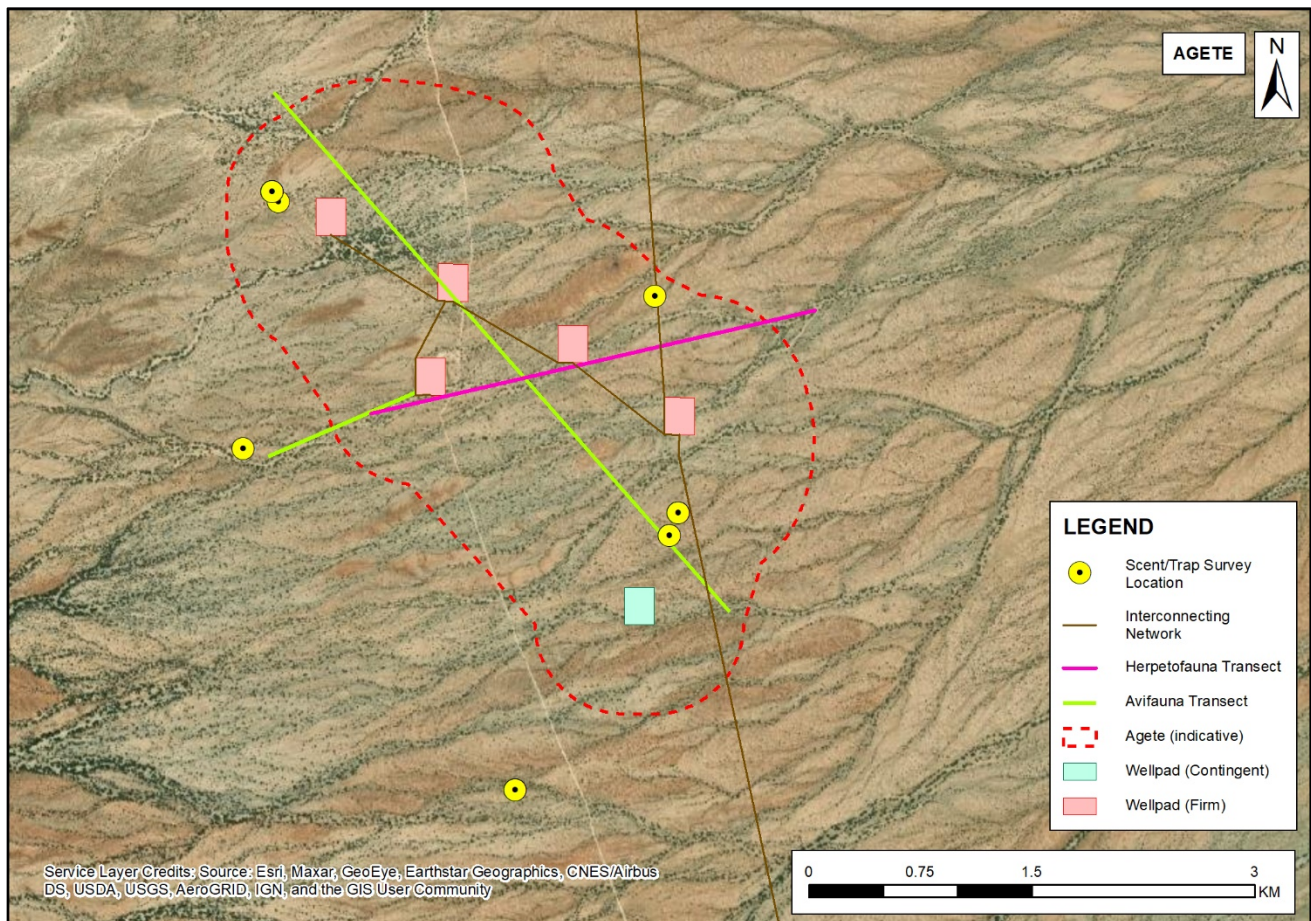 AGETE
N
LEGEND
Scent/Trap Survey
Location
Interconnecting
Network
Herpetofauna Transect
Avifauna Transect
Agete (indicative)
Wellpad (Contingent)
Wellpad (Firm)
Service Layer Credits: Source: Esri, Maxar, GeoEye, Earthstar Geographics, CNES/Airbus
DS, USDA, USGS, AeroGRID, IGN, and the GIS User Community
0 0.75 1.5 3
KM